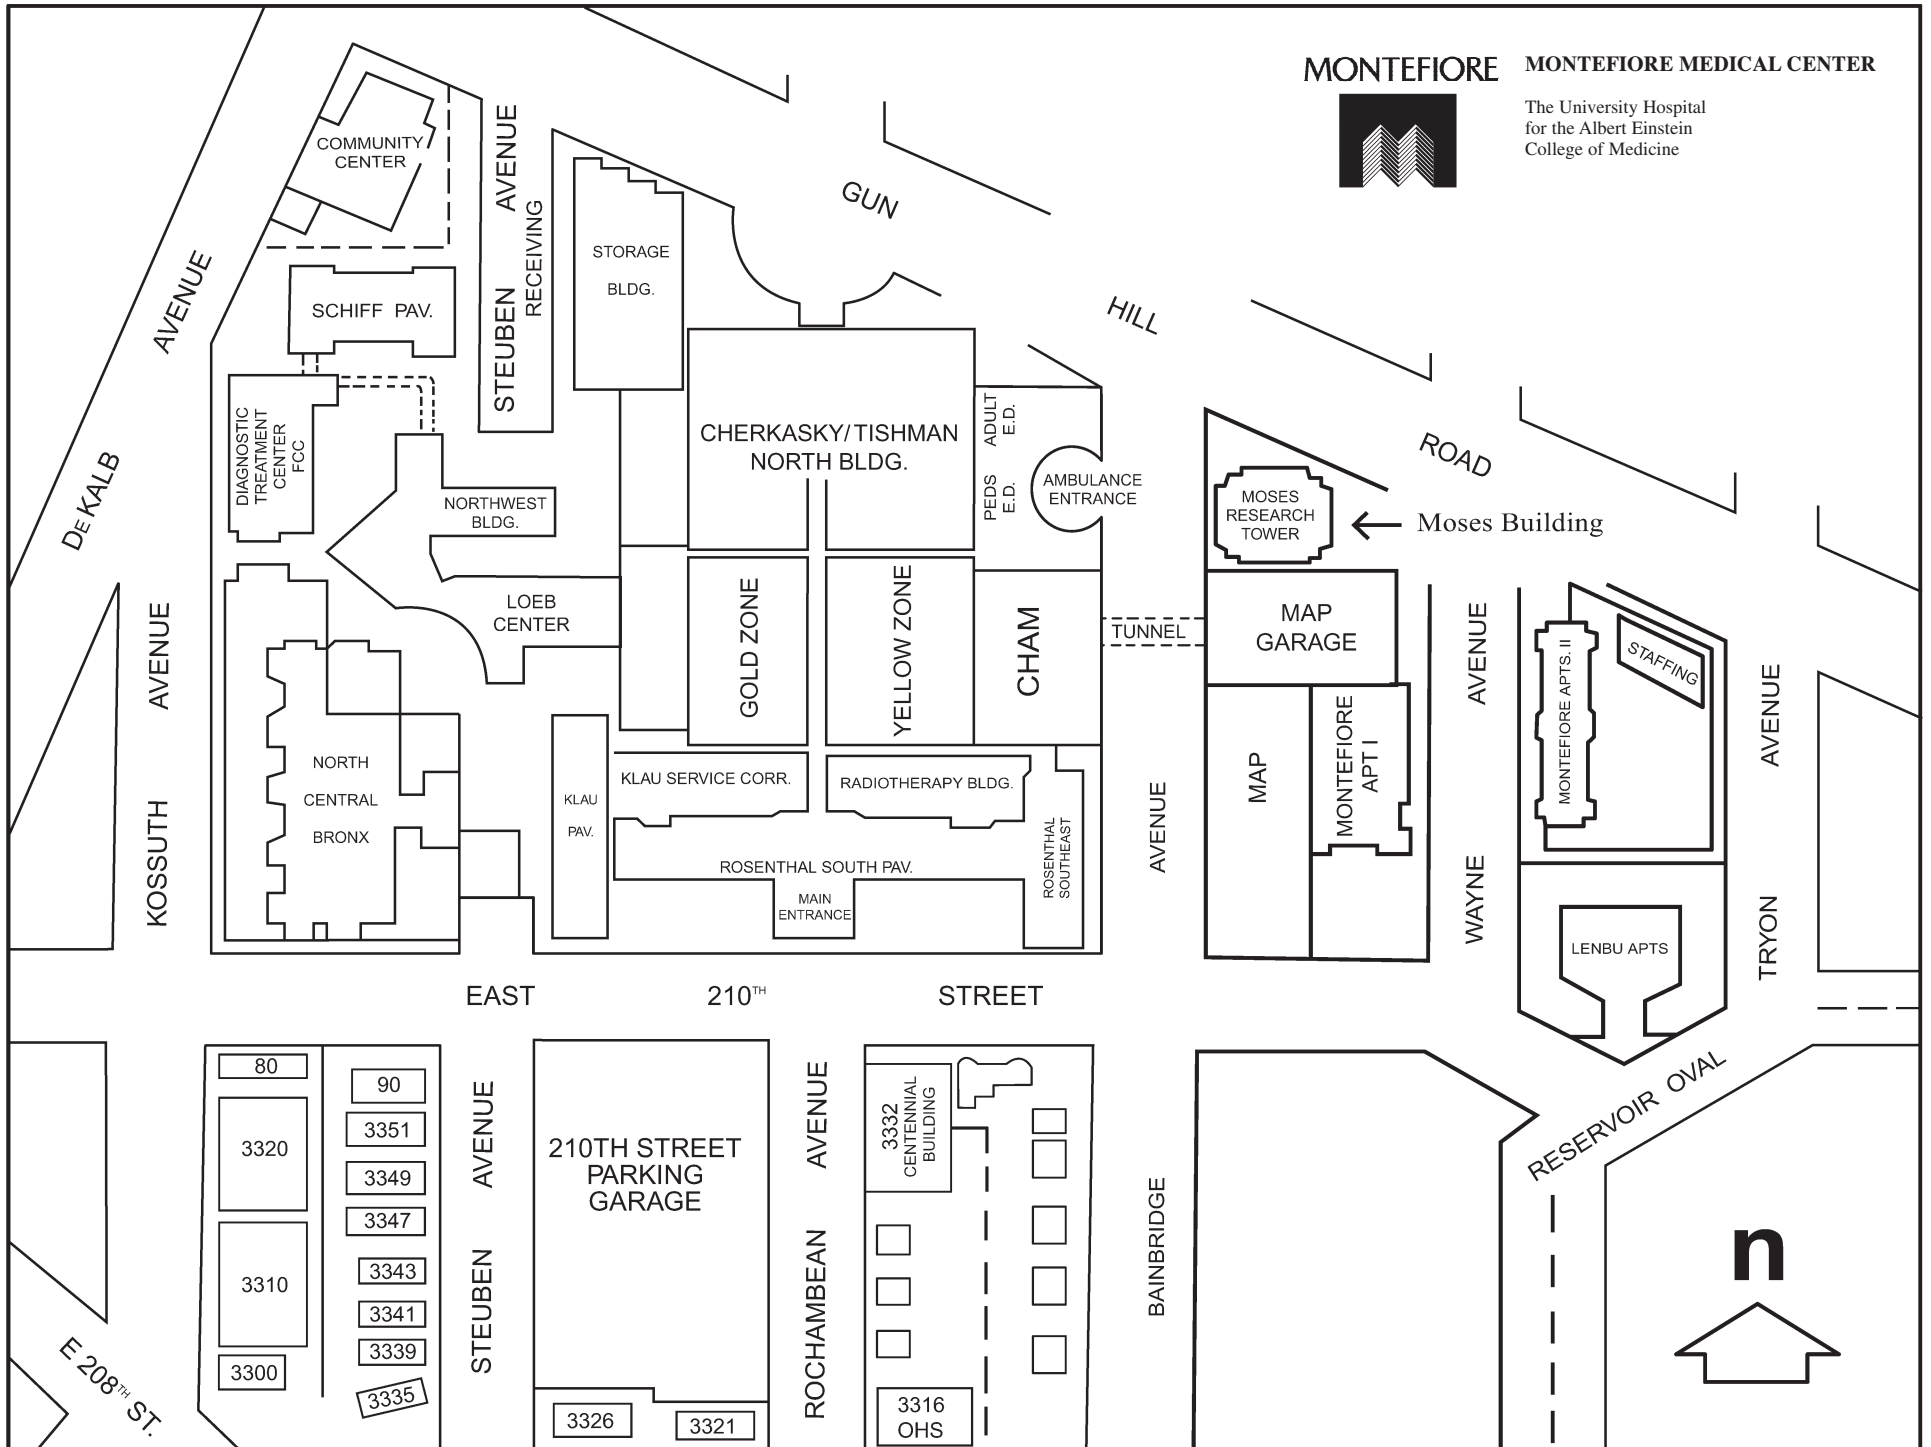 MONTEFIORE
MONTEFIORE MEDICAL CENTER
The University Hospital
for the Albert Einstein
College of Medicine
COMMUNITY
CENTER
STEUBEN AVENUE
RECEIVING
STORAGE
BLDG.
GUN
HILL
ROAD
DE KALB AVENUE
SCHIFF PAV.
DIAGNOSTIC
TREATMENT
CENTER
FCC
NORTHWEST
BLDG.
CHERKASKY/TISHMAN
NORTH BLDG.
ADULT
E.D.
PEDS
E.D.
AMBULANCE
ENTRANCE
MOSES
RESEARCH
TOWER
Moses Building
LOEB
CENTER
GOLD ZONE
YELLOW ZONE
CHAM
TUNNEL
MAP
GARAGE
MAP
MONTEFIORE
APT I
WAYNE AVENUE
MONTEFIORE APTS. II
STAFFING
TRYON AVENUE
KOSSUTH AVENUE
NORTH
CENTRAL
BRONX
KLAU
PAV.
KLAU SERVICE CORR.
RADIOTHERAPY BLDG.
ROSENTHAL SOUTH PAV.
MAIN
ENTRANCE
ROSENTHAL
SOUTHEAST
AVENUE
LENBU APTS
EAST 210TH STREET
RESERVOIR OVAL
80
3320
3310
3300
90
3351
3349
3347
3343
3341
3339
3335
E 208TH ST.
STEUBEN AVENUE
210TH STREET
PARKING
GARAGE
3326
3321
ROCHAMBEAN AVENUE
3332
CENTENNIAL
BUILDING
3316
OHS
BAINBRIDGE
n